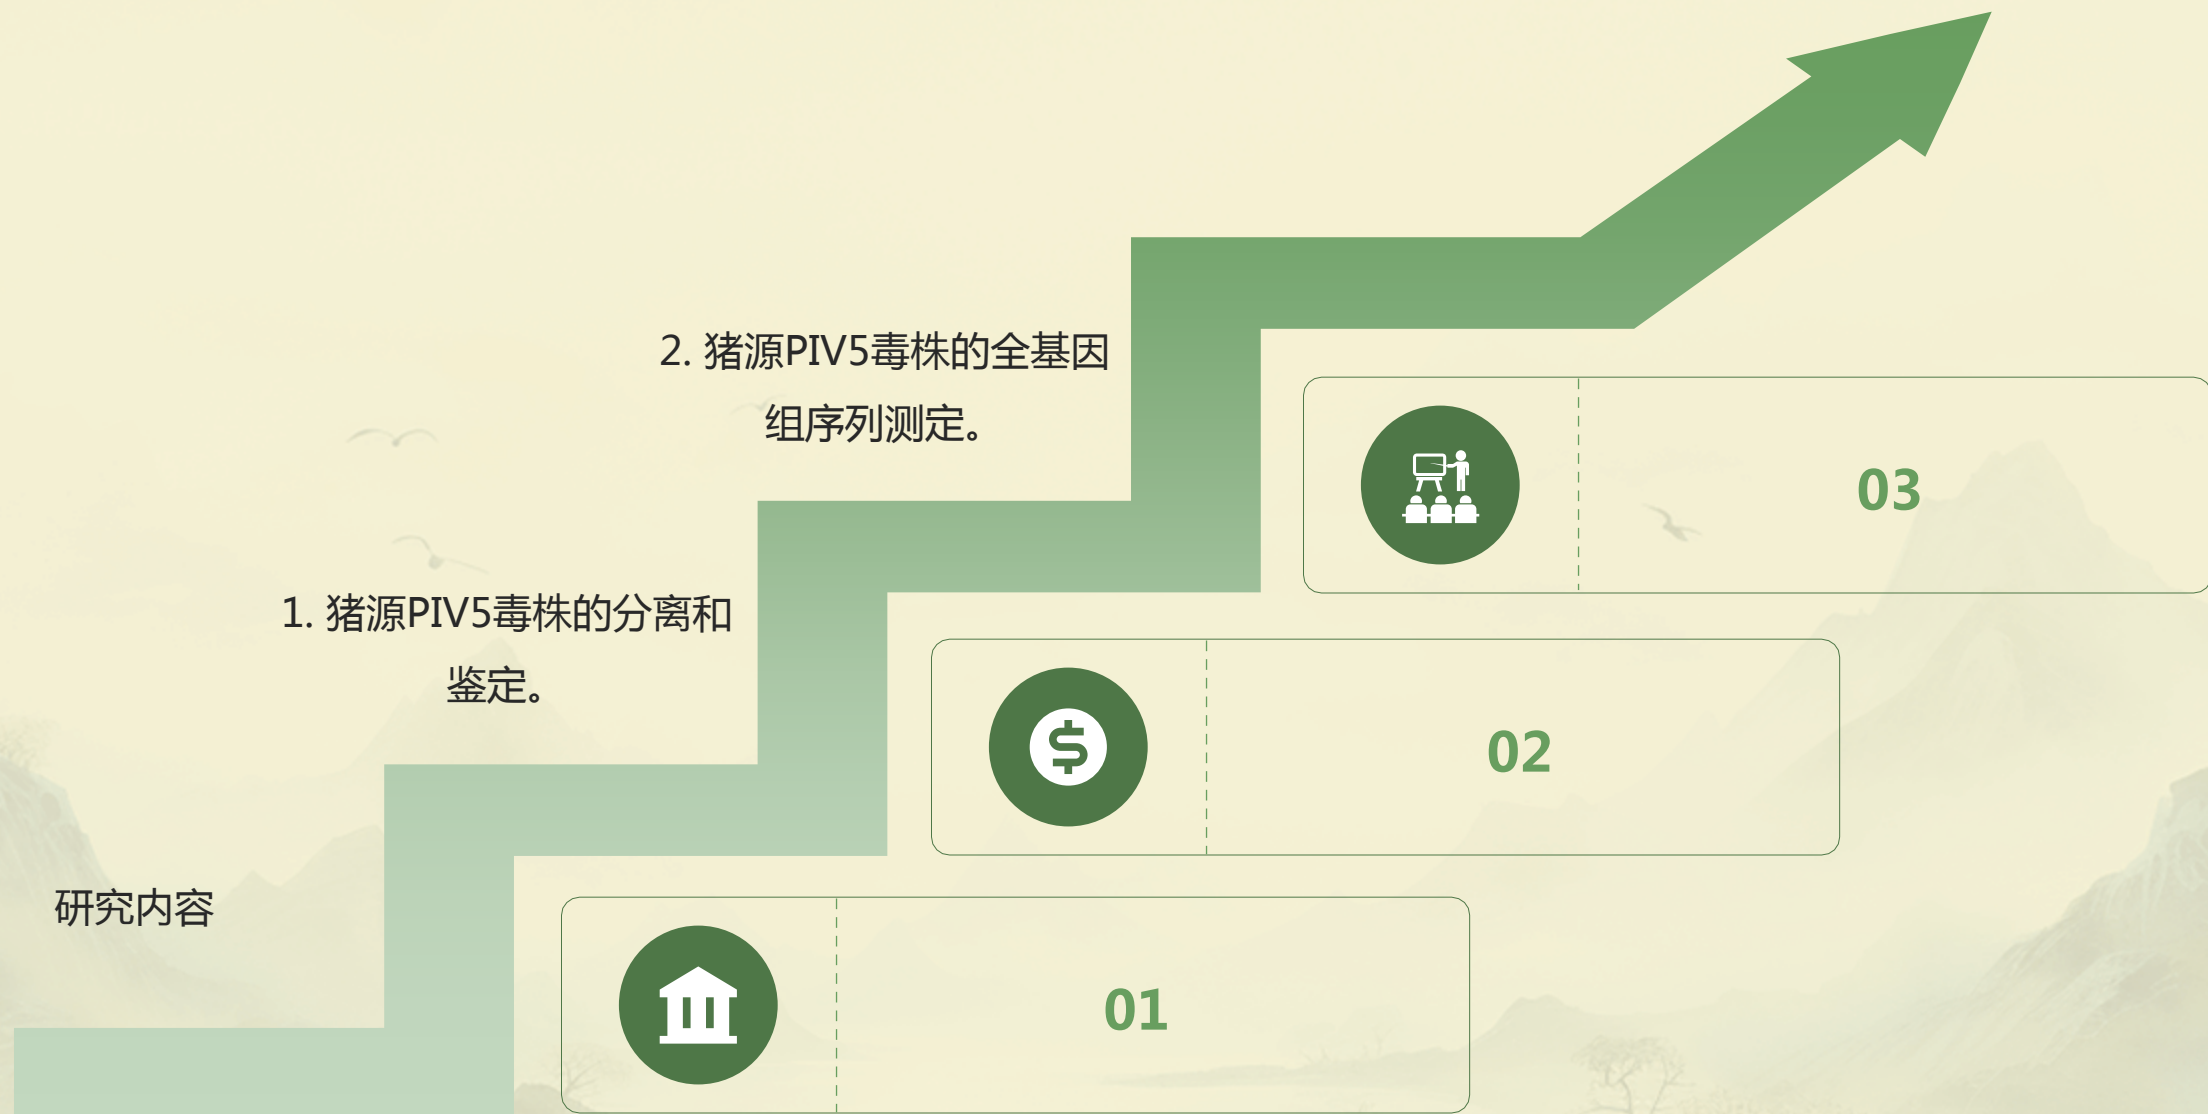 2. 猪源PIV5毒株的全基因
组序列测定。
03
1. 猪源PIV5毒株的分离和
鉴定。
02
研究内容
01